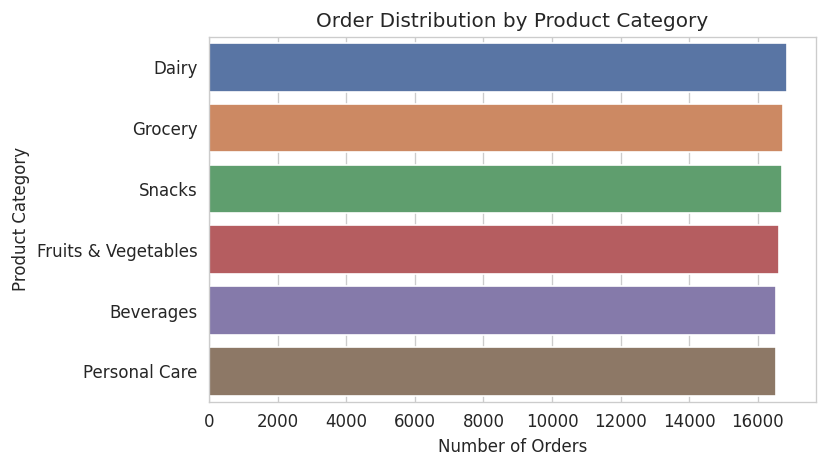 Order Distribution by Product Category
Product Category
Dairy
Grocery
Snacks
Fruits & Vegetables
Beverages
Personal Care
0 2000 4000 6000 8000 10000 12000 14000 16000
Number of Orders